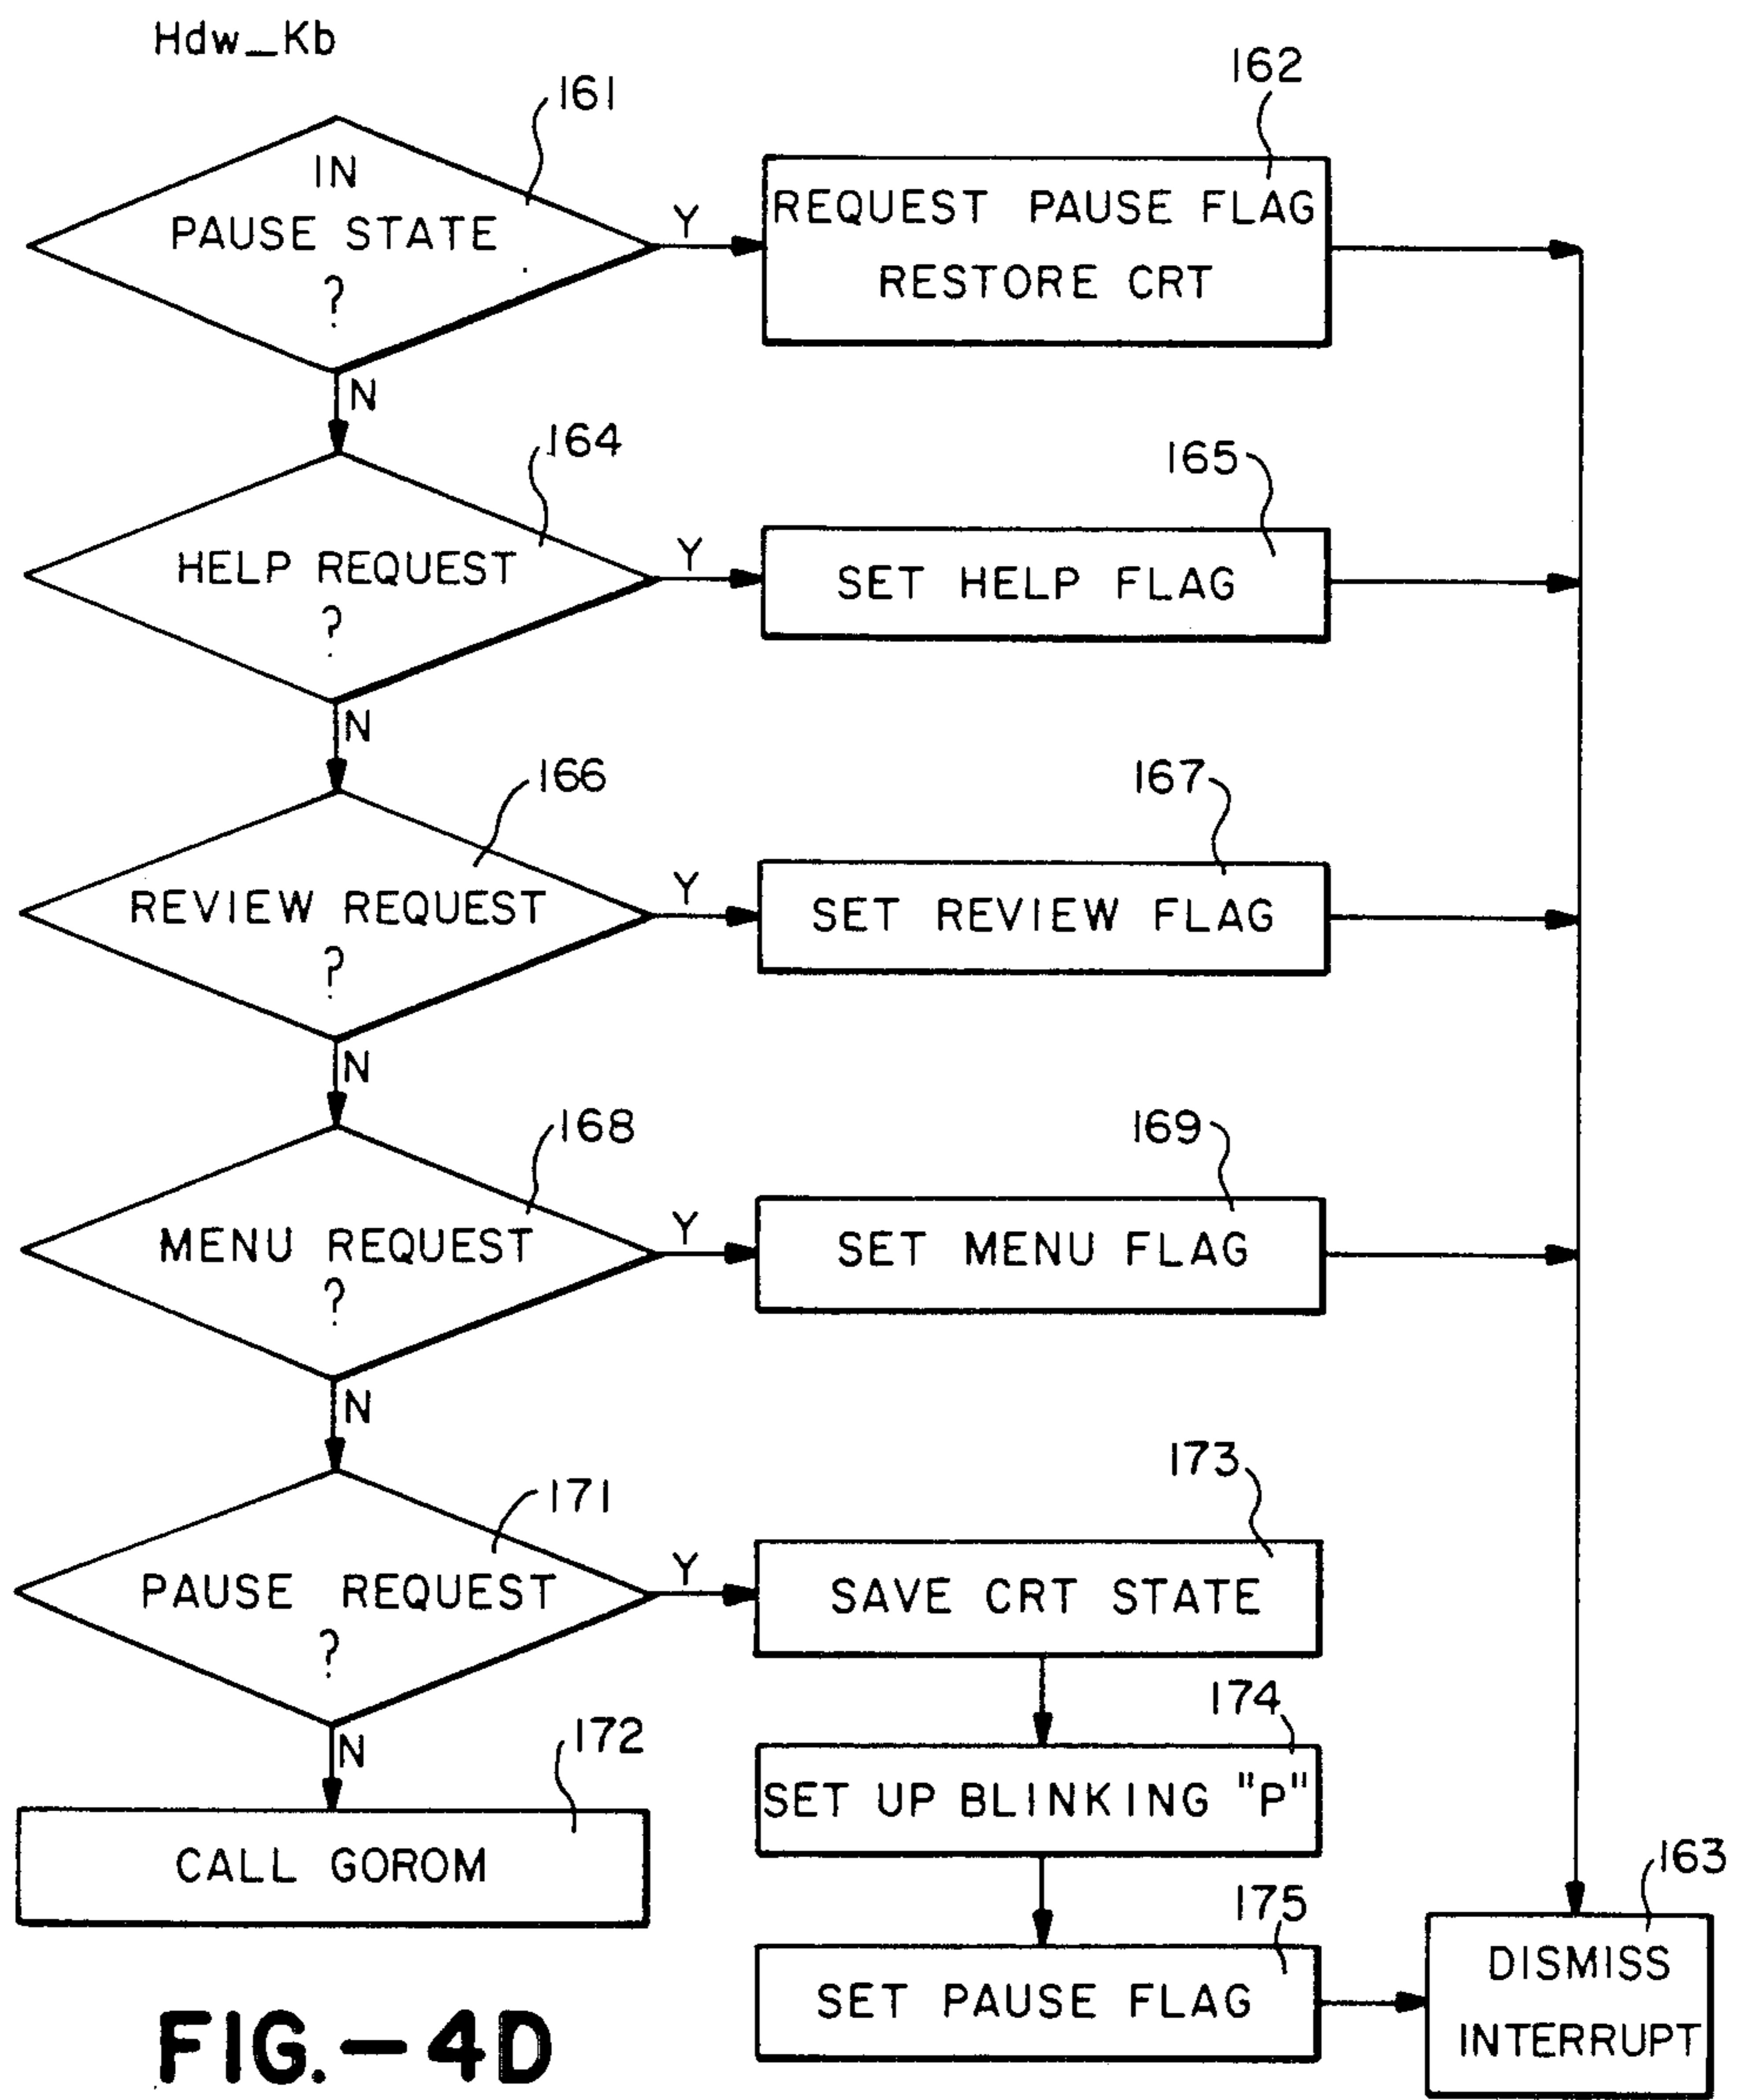 Hdw_Kb
161
162
IN
PAUSE STATE
?
Y
REQUEST PAUSE FLAG
RESTORE CRT
N
164
165
HELP REQUEST
?
Y
SET HELP FLAG
N
166
167
REVIEW REQUEST
?
Y
SET REVIEW FLAG
N
168
169
MENU REQUEST
?
Y
SET MENU FLAG
N
171
173
PAUSE REQUEST
?
Y
SAVE CRT STATE
N
172
174
CALL GOROM
SET UP BLINKING "P"
175
163
SET PAUSE FLAG
DISMISS
INTERRUPT
FIG.-4D